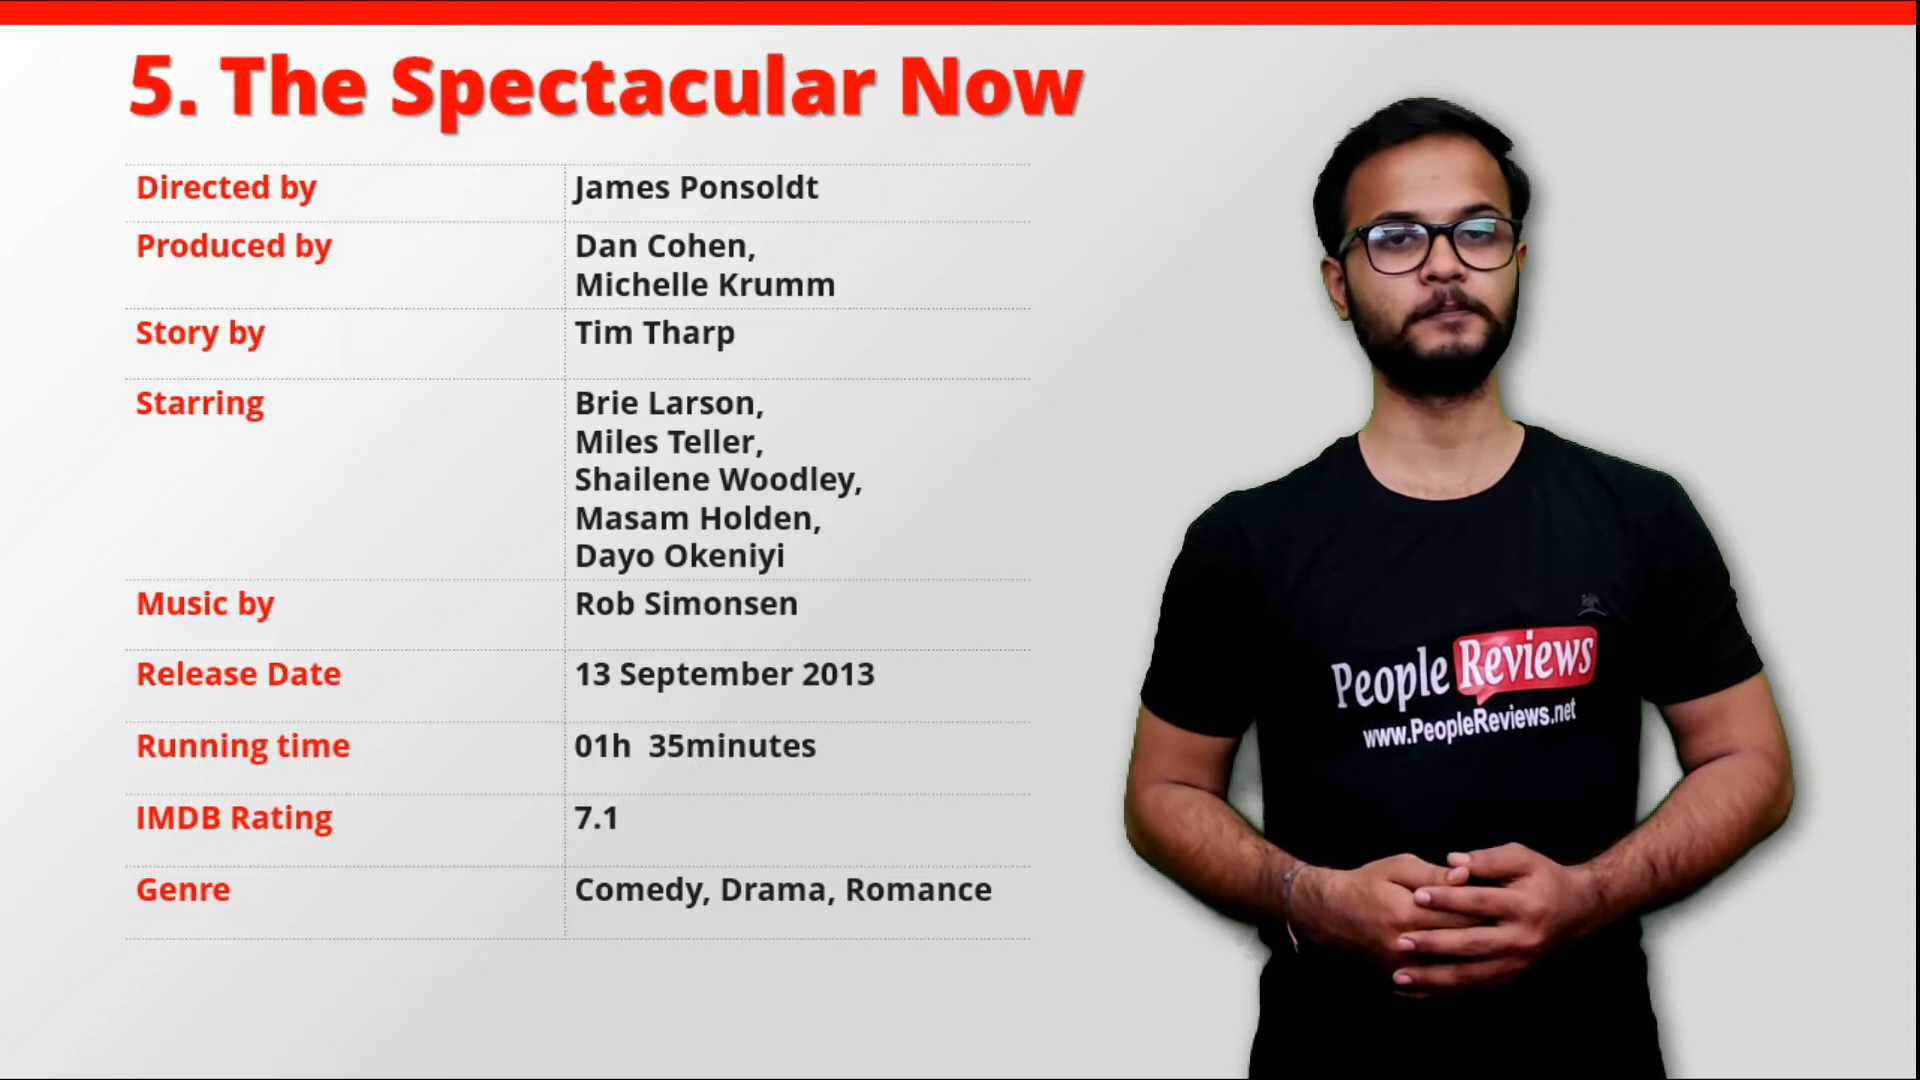 5. The Spectacular Now
Directed by
James Ponsoldt
Produced by
Dan Cohen,
Michelle Krumm
Story by
Tim Tharp
Starring
Brie Larson,
Miles Teller,
Shailene Woodley,
Masam Holden,
Dayo Okeniyi
Music by
Rob Simonsen
Release Date
13 September 2013
Running time
01h  35minutes
IMDB Rating
7.1
Genre
Comedy, Drama, Romance
People Reviews
www.PeopleReviews.net